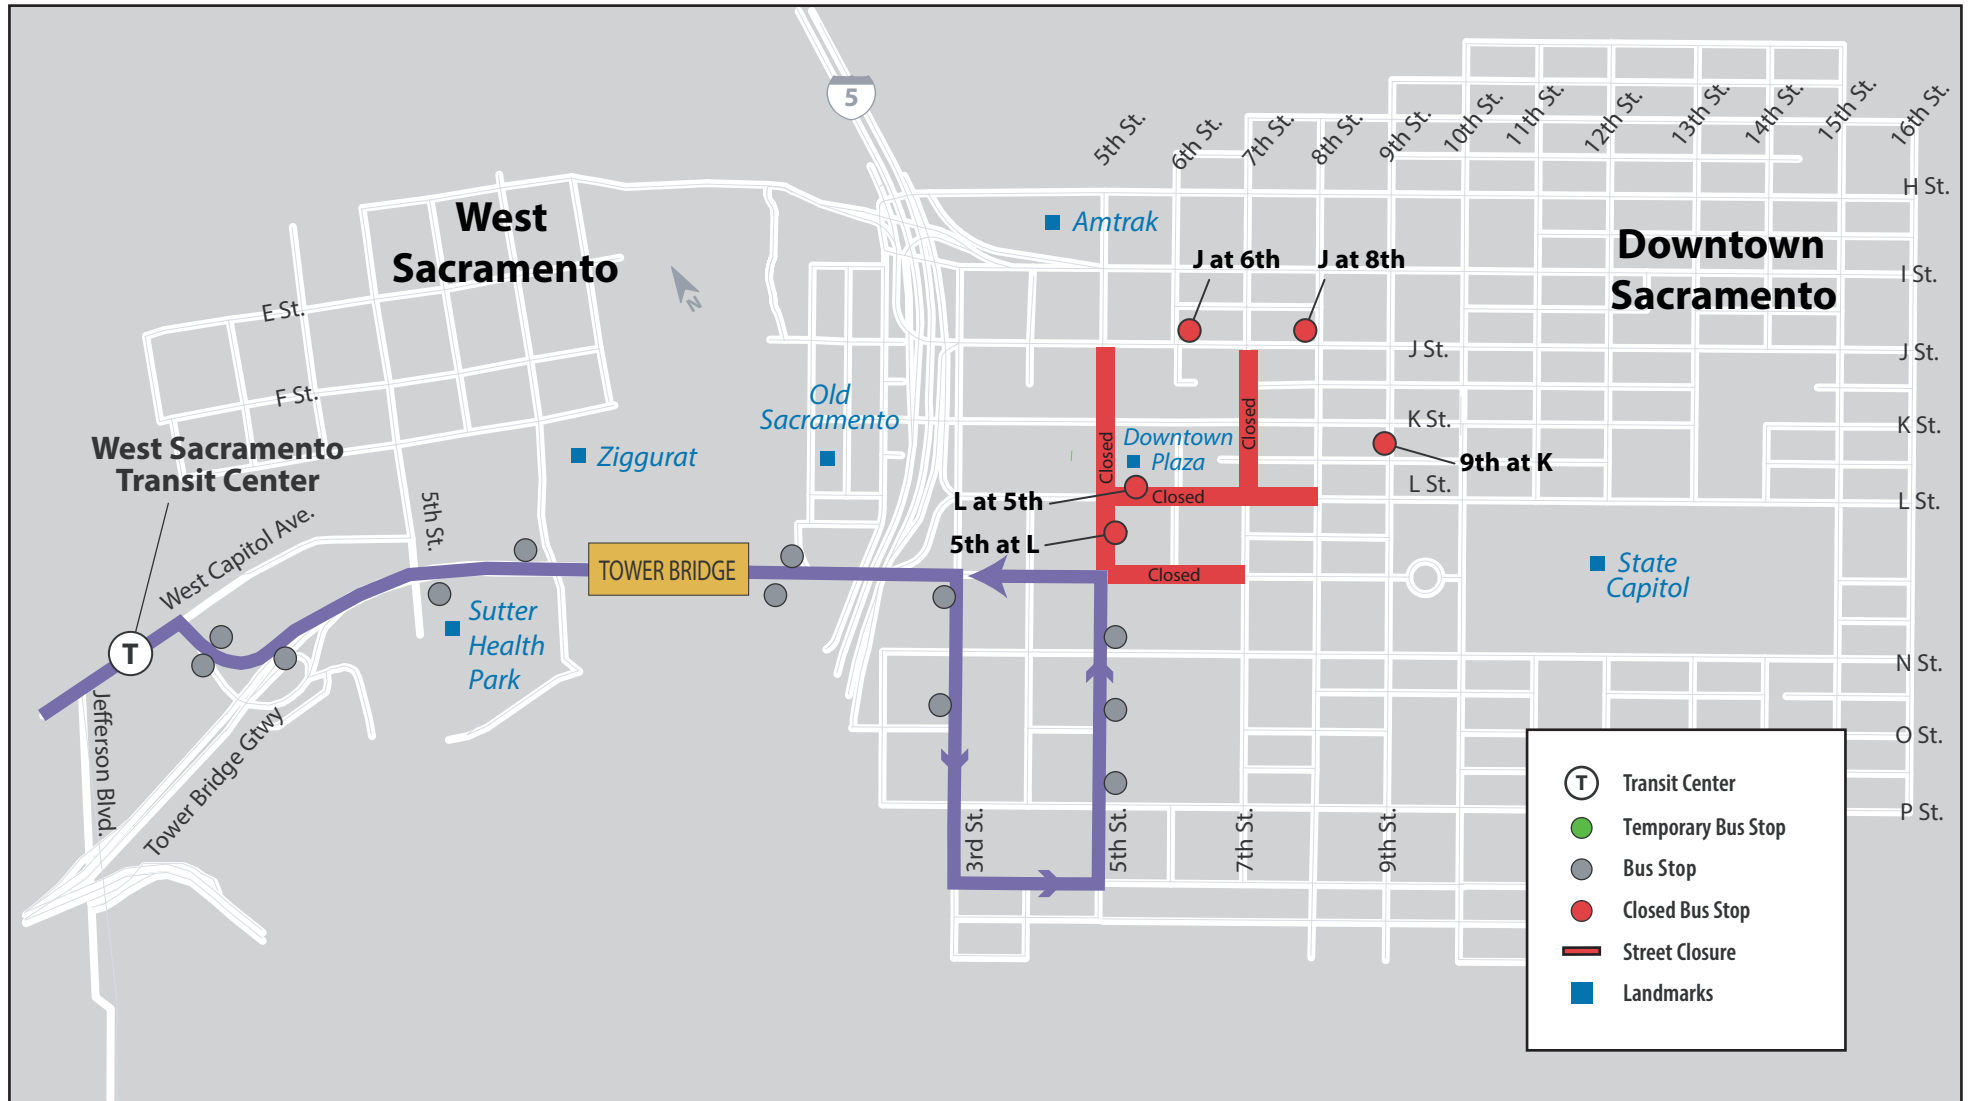 5
5th St.
6th St.
7th St.
8th St.
9th St.
10th St.
11th St.
12th St.
13th St.
14th St.
15th St.
16th St.
H St.
West
Sacramento
Amtrak
Downtown
Sacramento
J at 6th
J at 8th
I St.
N
E St.
J St.
J St.
F St.
Old
Sacramento
Closed
Closed
Downtown
Plaza
K St.
K St.
West Sacramento
Transit Center
Ziggurat
9th at K
L St.
L St.
L at 5th
Closed
5th St.
West Capitol Ave.
5th at L
TOWER BRIDGE
Closed
State
Capitol
Sutter
Health
Park
T
N St.
Jefferson Blvd.
Tower Bridge Gtwy
O St.
P St.
3rd St.
5th St.
7th St.
9th St.
T
Transit Center
Temporary Bus Stop
Bus Stop
Closed Bus Stop
Street Closure
Landmarks